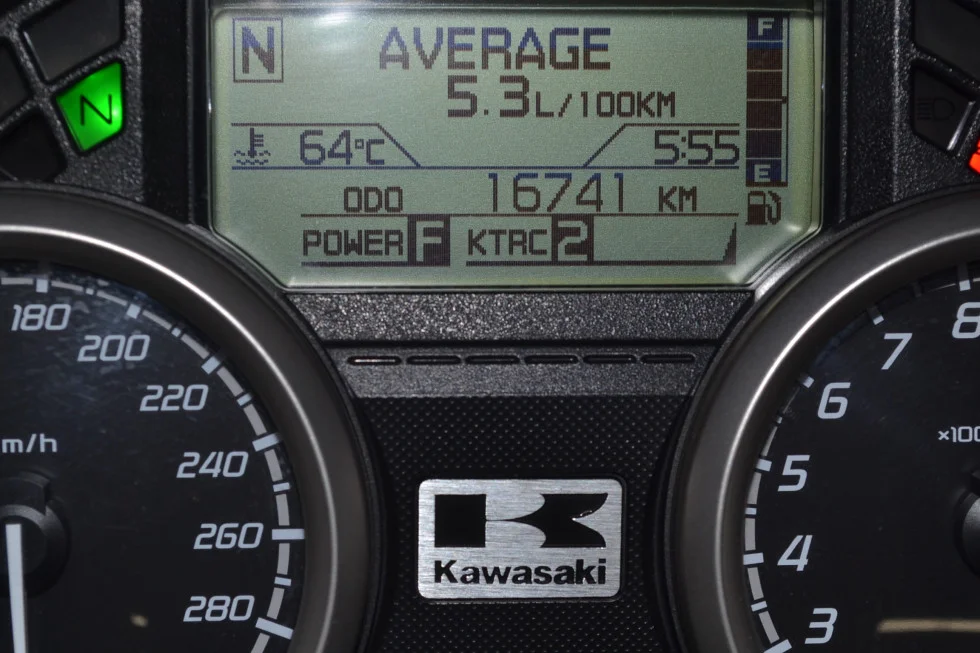 N AVERAGE F
5.3L/100KM
64°C 5:55
E
ODO 16741 KM
POWER F KTRC 2
N
180
200
220
240
260
280
m/h
8
7
6
5
4
3
×100
Kawasaki